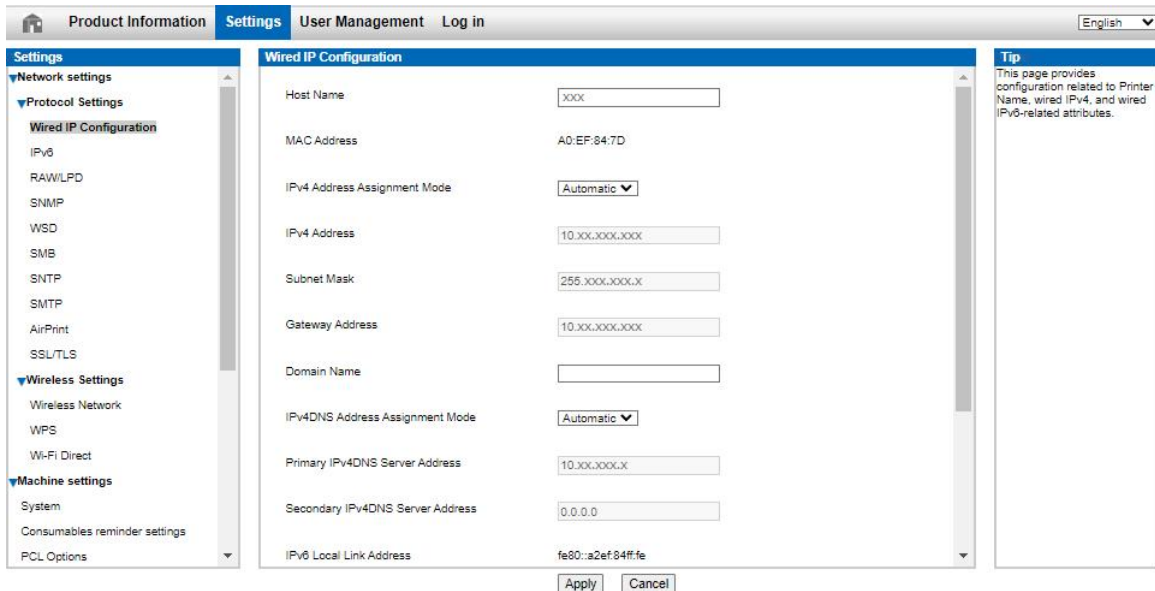 Product Information Settings User Management Log in English
Settings
Network settings
Protocol Settings
Wired IP Configuration
IPv6
RAW/LPD
SNMP
WSD
SMB
SNTP
SMTP
AirPrint
SSL/TLS
Wireless Settings
Wireless Network
WPS
Wi-Fi Direct
Machine settings
System
Consumables reminder settings
PCL Options
Wired IP Configuration
Host Name xxx
MAC Address A0:EF:84:7D
IPv4 Address Assignment Mode Automatic
IPv4 Address 10.xx.xxx.xxx
Subnet Mask 255.xxx.xxx.x
Gateway Address 10.xx.xxx.xxx
Domain Name
IPv4DNS Address Assignment Mode Automatic
Primary IPv4DNS Server Address 10.xx.xxx.x
Secondary IPv4DNS Server Address 0.0.0.0
IPv6 Local Link Address fe80::a2ef:84ff:fe
Apply Cancel
Tip
This page provides
configuration related to Printer
Name, wired IPv4, and wired
IPv6-related attributes.